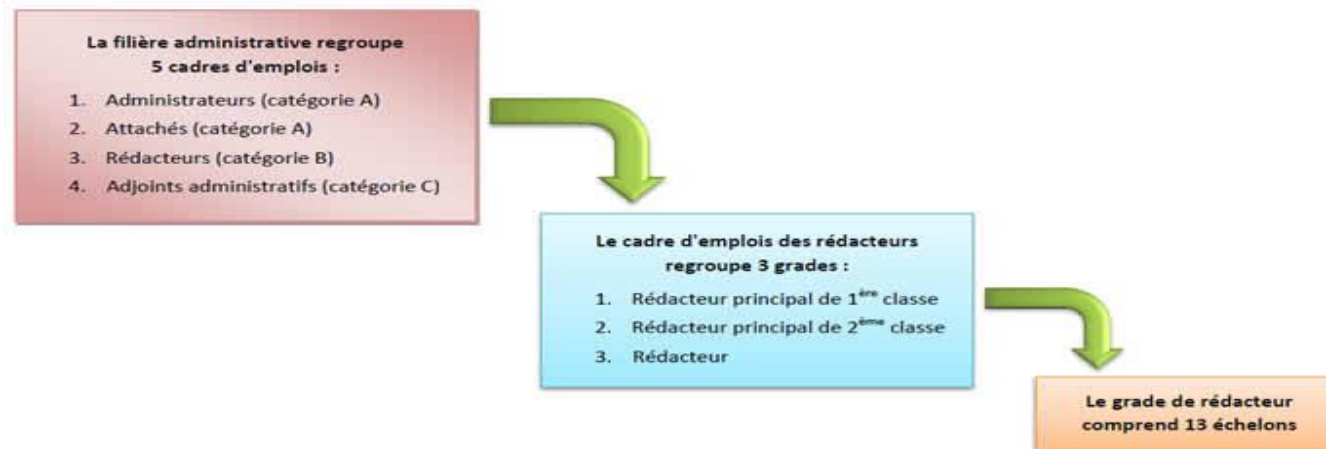 La filière administrative regroupe
5 cadres d'emplois :
1. Administrateurs (catégorie A)
2. Attachés (catégorie A)
3. Rédacteurs (catégorie B)
4. Adjoints administratifs (catégorie C)
Le cadre d'emplois des rédacteurs
regroupe 3 grades :
1. Rédacteur principal de 1ère classe
2. Rédacteur principal de 2ème classe
3. Rédacteur
Le grade de rédacteur
comprend 13 échelons